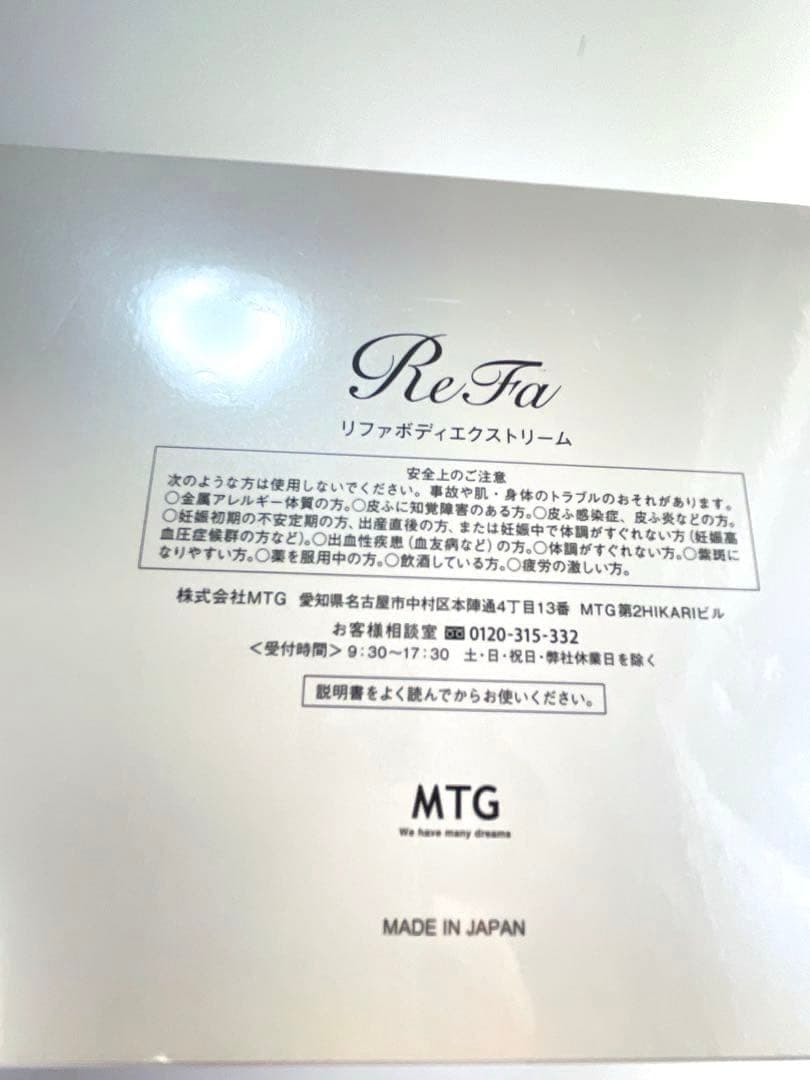 ReFa
リファボディエクストリーム
安全上のご注意
次のような方は使用しないでください。事故や肌・身体のトラブルのおそれがあります。
○金属アレルギー体質の方。○皮ふに知覚障害のある方。○皮ふ感染症、皮ふ炎などの方。
○妊娠初期の不安定期の方、出産直後の方、または妊娠中で体調がすぐれない方(妊娠高
血圧症候群の方など)。○出血性疾患(血友病など)の方。○体調がすぐれない方。○紫斑に
なりやすい方。○薬を服用中の方。○飲酒している方。○疲労の激しい方。
株式会社MTG 愛知県名古屋市中村区本陣通4丁目13番 MTG第2HIKARIビル
お客様相談室 0120-315-332
<受付時間> 9:30〜17:30 土・日・祝日・弊社休業日を除く
説明書をよく読んでからお使いください。
MTG
We have many dreams
MADE IN JAPAN